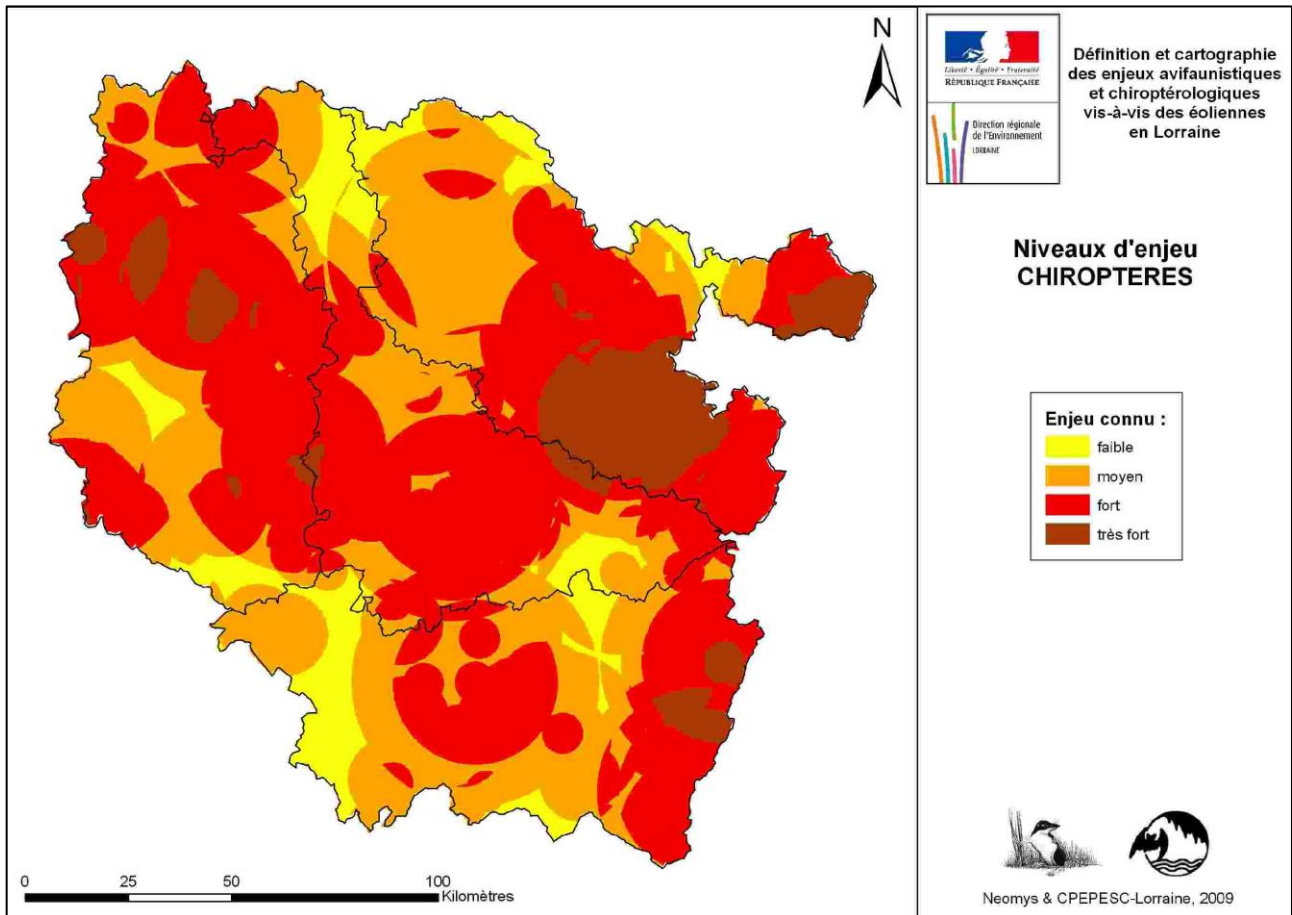 N
Liberté • Égalité • Fraternité
RÉPUBLIQUE FRANÇAISE
Direction régionale
de l'Environnement
LORRAINE
Définition et cartographie
des enjeux avifaunistiques
et chiroptérologiques
vis-à-vis des éoliennes
en Lorraine
Niveaux d'enjeu
CHIROPTERES
Enjeu connu :
faible
moyen
fort
très fort
0 25 50 100
Kilomètres
Neomys & CPEPESC-Lorraine, 2009